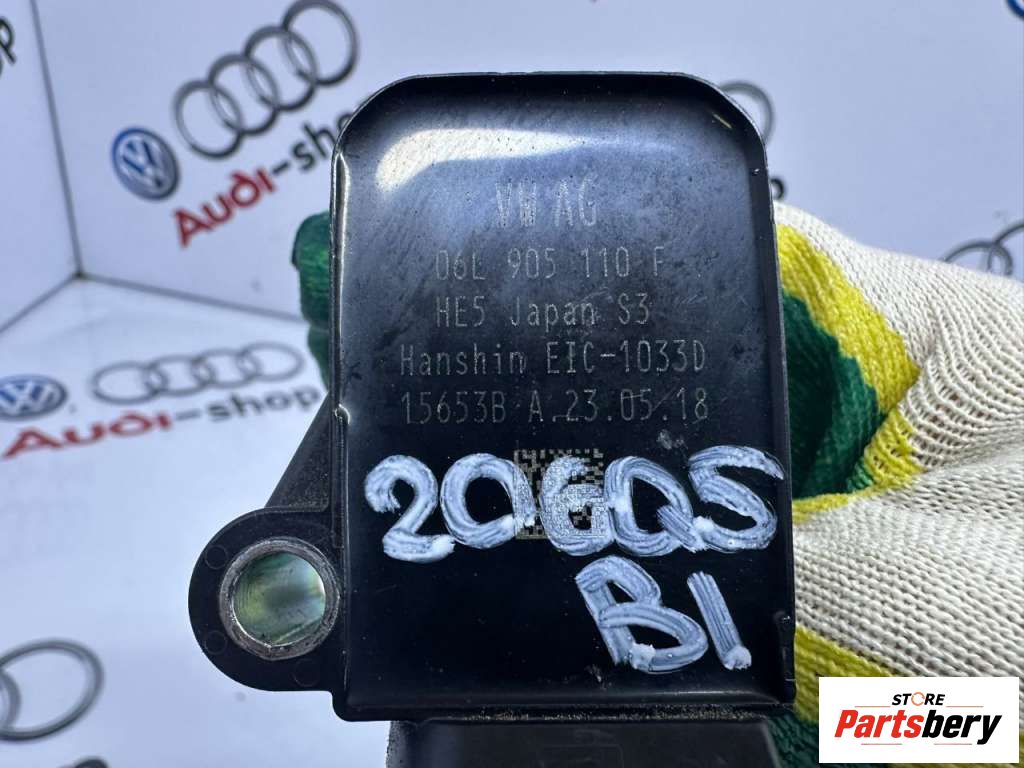 VW AG
06L 905 110 F
HE5 Japan S3
Hanshin EIC-1033D
15653B A.23.05.18
206QS
B1
Audi-shop
Audi-shop
STORE
Partsbery